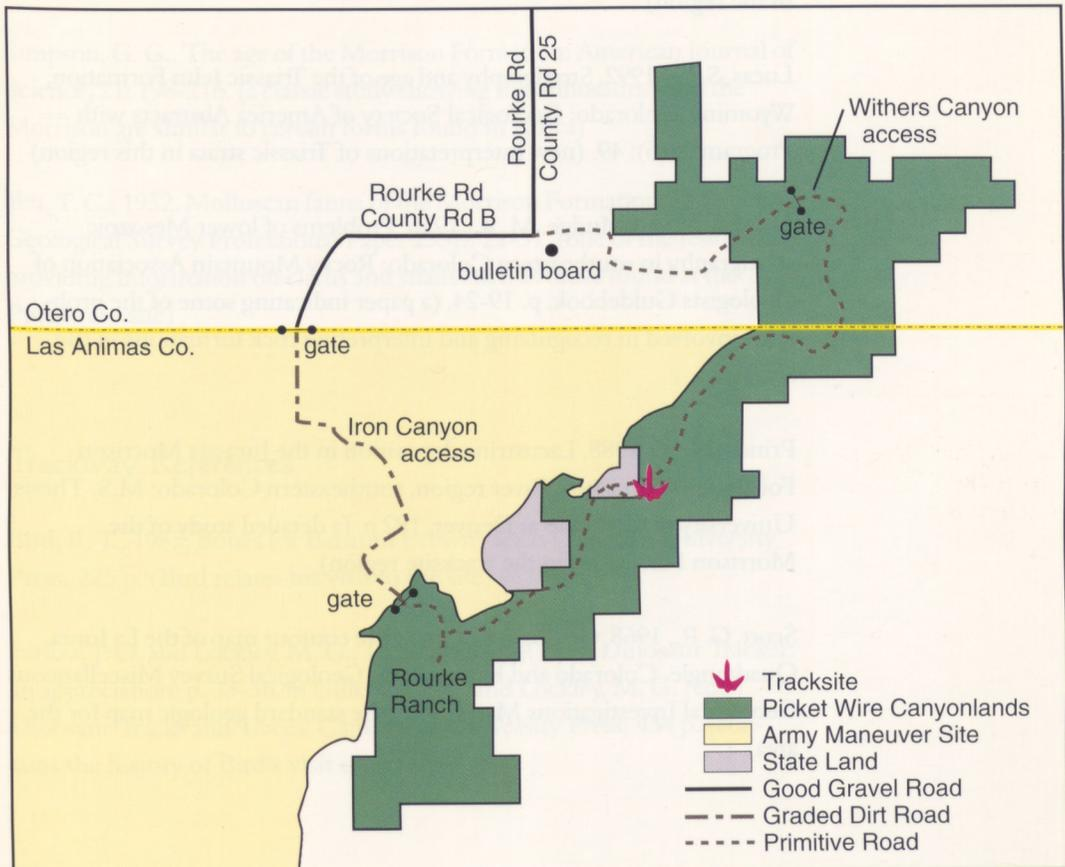 Rourke Rd
County Rd 25
Withers Canyon
access
Rourke Rd
County Rd B
gate
bulletin board
Otero Co.
Las Animas Co.
gate
Iron Canyon
access
gate
Rourke
Ranch
Tracksite
Picket Wire Canyonlands
Army Maneuver Site
State Land
Good Gravel Road
Graded Dirt Road
Primitive Road